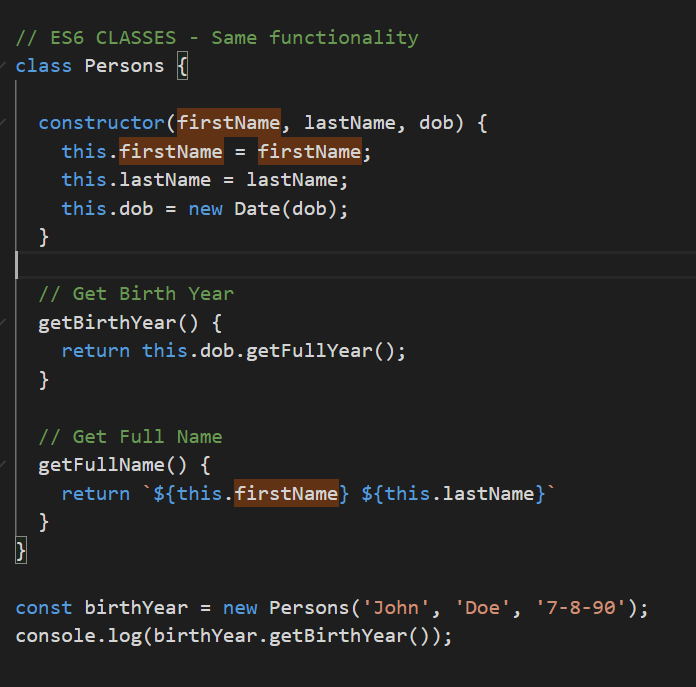 // ES6 CLASSES - Same functionality
class Persons {
constructor(firstName, lastName, dob) {
this.firstName = firstName;
this.lastName = lastName;
this.dob = new Date(dob);
}
// Get Birth Year
getBirthYear() {
return this.dob.getFullYear();
}
// Get Full Name
getFullName() {
return `${this.firstName} ${this.lastName}`
}
}
const birthYear = new Persons('John', 'Doe', '7-8-90');
console.log(birthYear.getBirthYear());